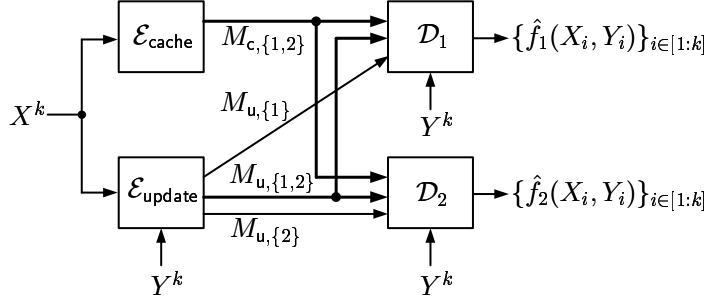 $\mathcal{E}_{\mathsf{cache}}$
$M_{\mathsf{c},\{1,2\}}$
$\mathcal{D}_1$
$\{\hat{f}_1(X_i, Y_i)\}_{i\in[1:k]}$
$M_{\mathsf{u},\{1\}}$
$X^k$
$Y^k$
$\mathcal{E}_{\mathsf{update}}$
$M_{\mathsf{u},\{1,2\}}$
$\mathcal{D}_2$
$\{\hat{f}_2(X_i, Y_i)\}_{i\in[1:k]}$
$M_{\mathsf{u},\{2\}}$
$Y^k$
$Y^k$